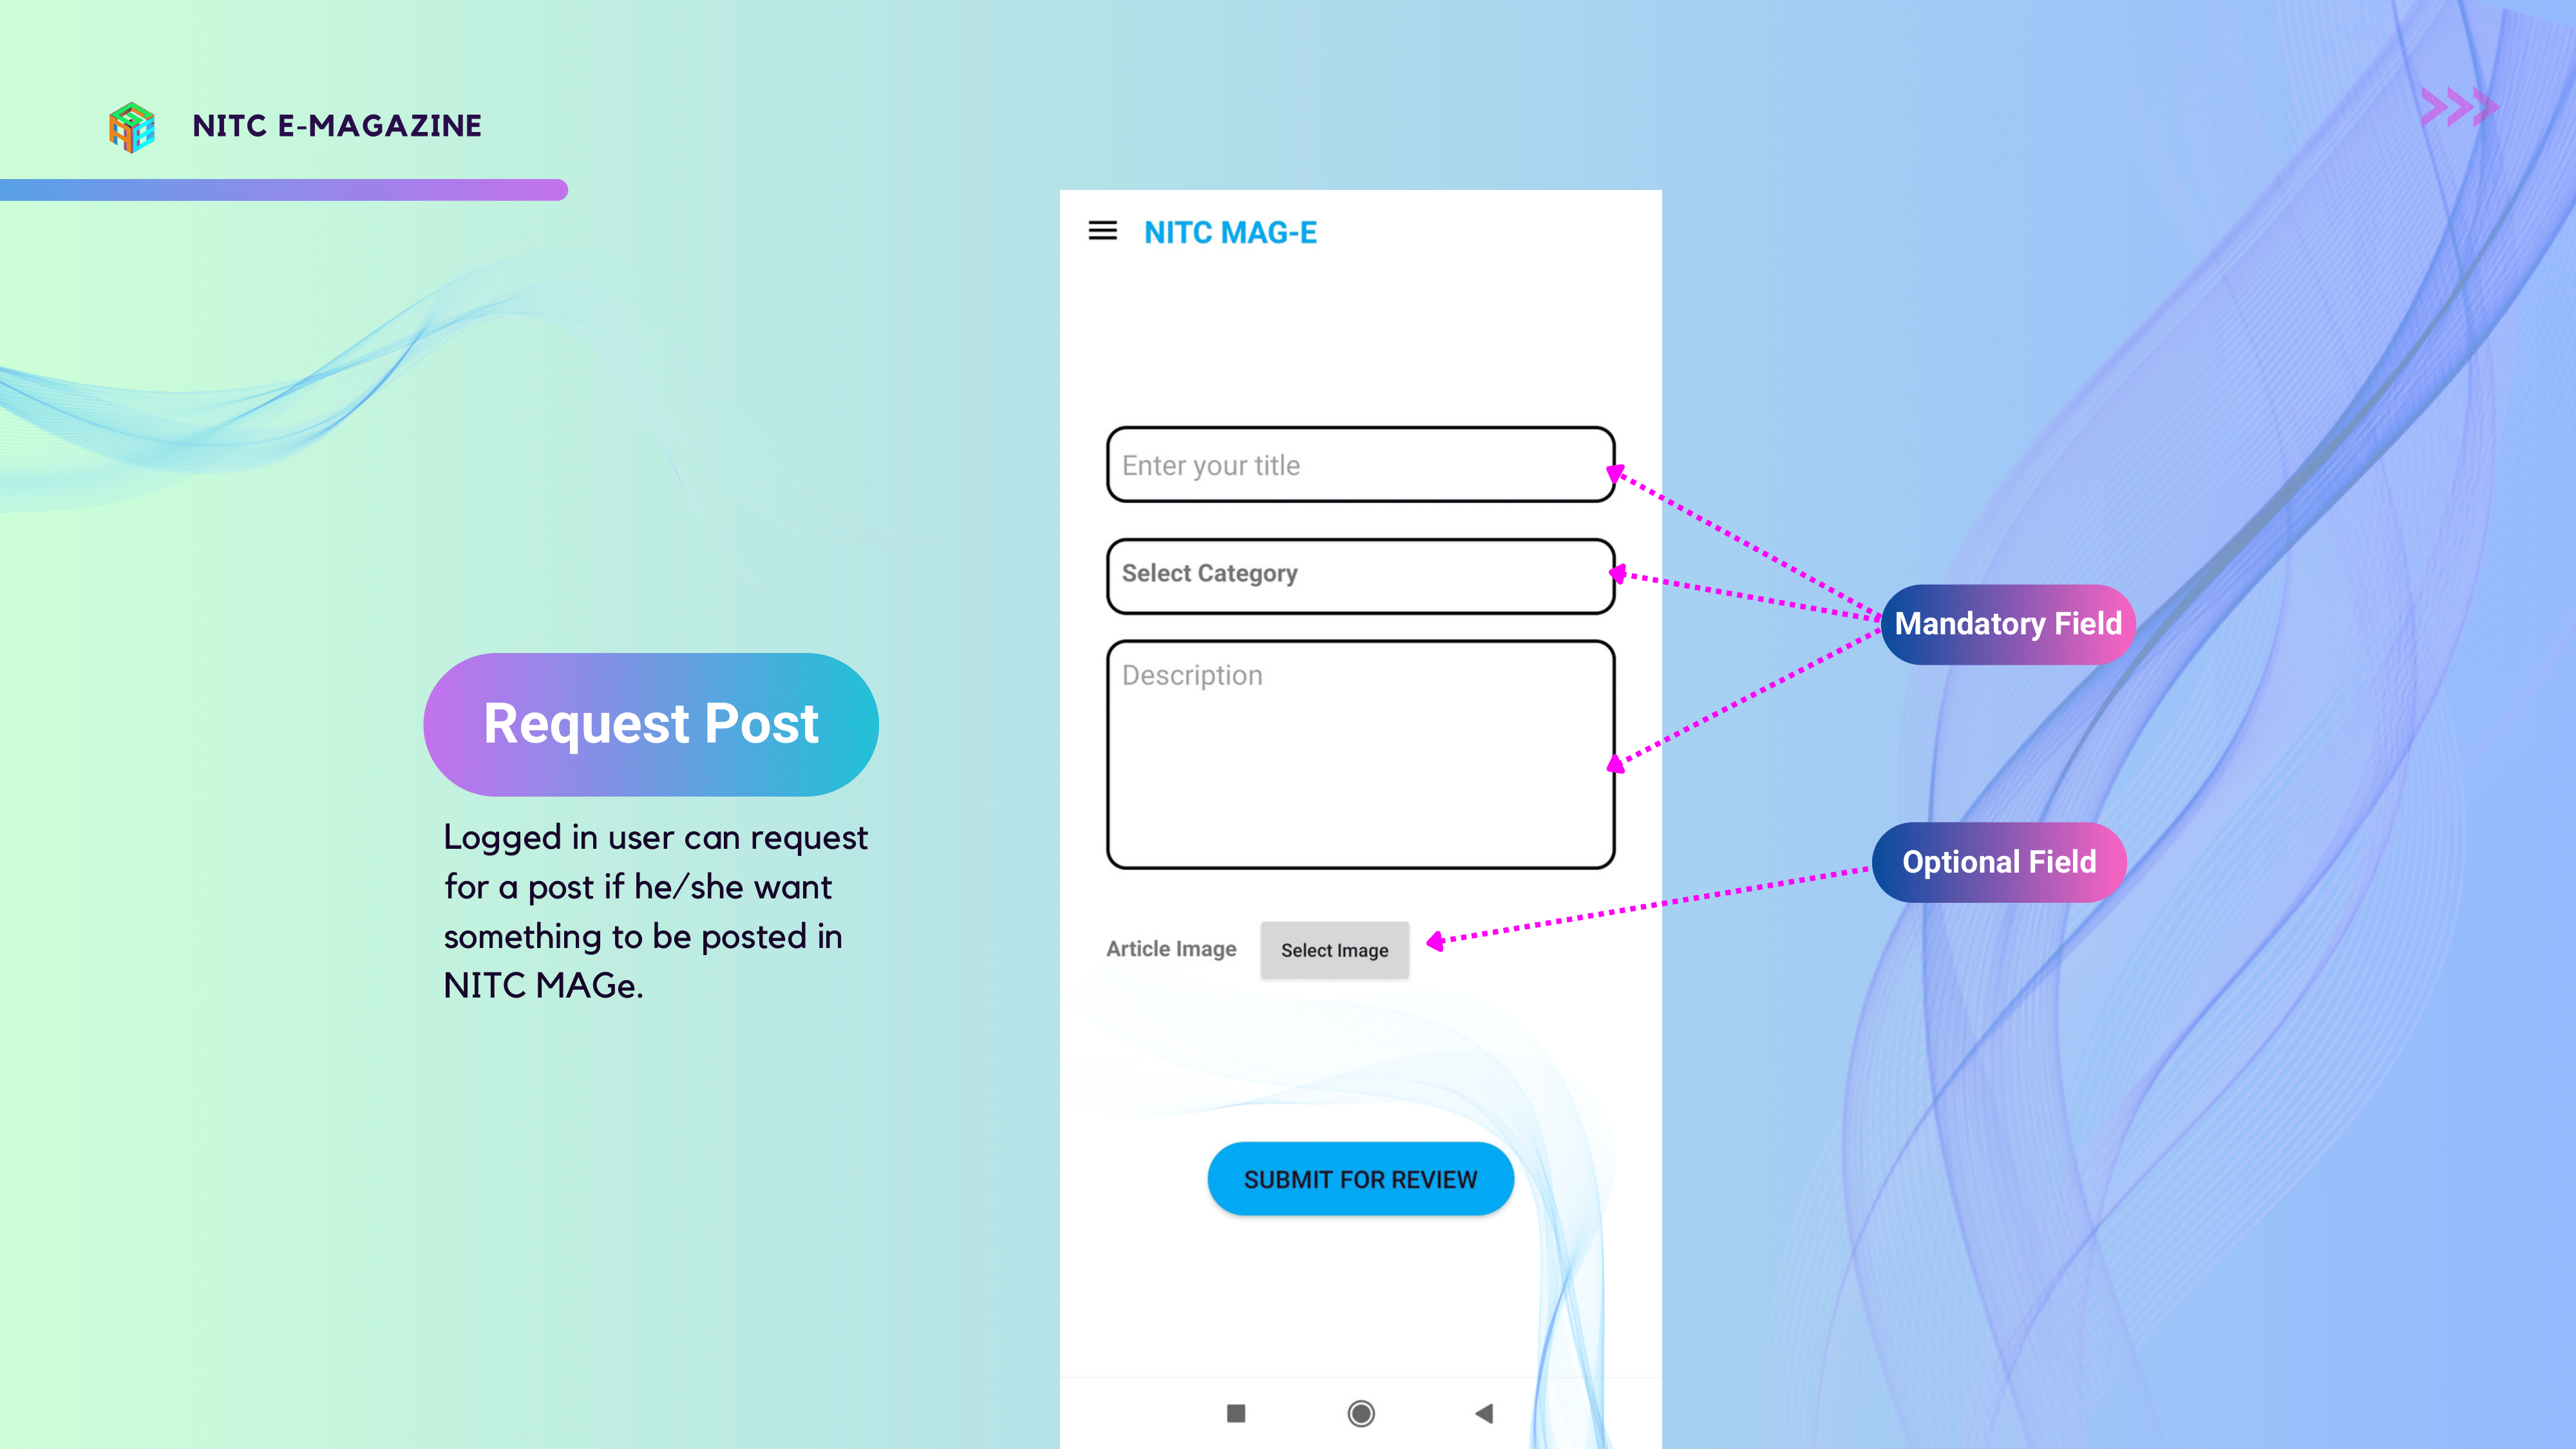 NITC E-MAGAZINE
Request Post
Logged in user can request
for a post if he/she want
something to be posted in
NITC MAGe.
NITC MAG-E
Enter your title
Select Category
Description
Article Image
Select Image
SUBMIT FOR REVIEW
Mandatory Field
Optional Field